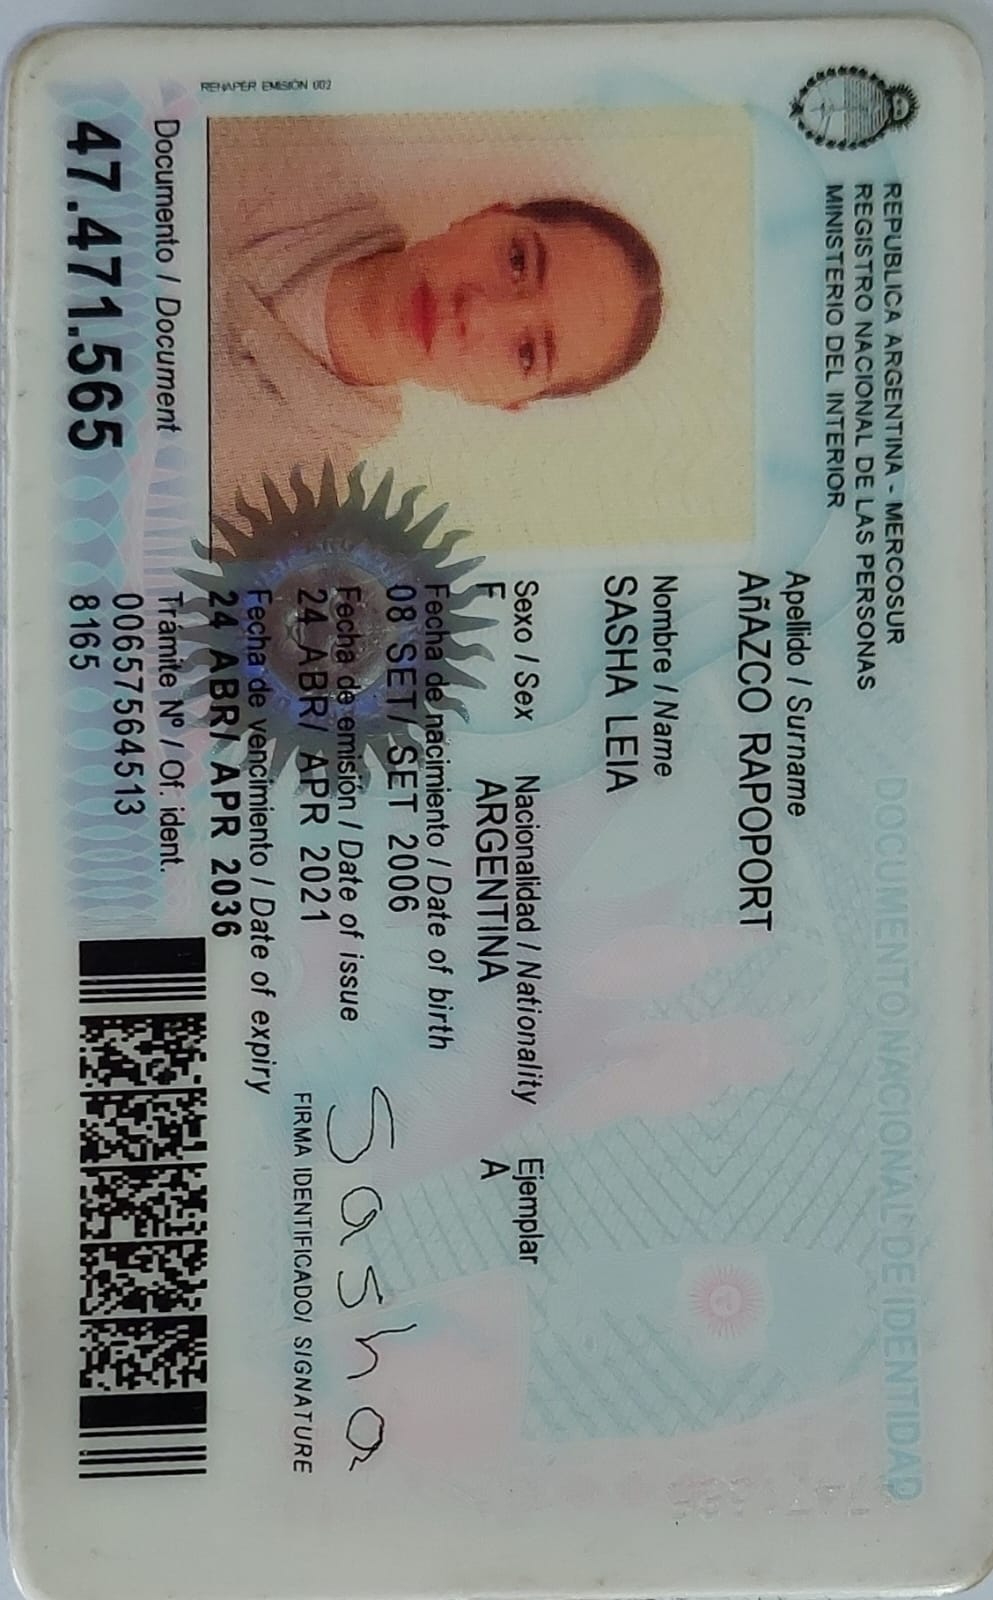 REPUBLICA ARGENTINA - MERCOSUR
REGISTRO NACIONAL DE LAS PERSONAS
MINISTERIO DEL INTERIOR
DOCUMENTO NACIONAL DE IDENTIDAD
RENAPER EMISIÓN 002
Apellido / Surname
AñAZCO RAPOPORT
Nombre / Name
SASHA LEIA
Sexo / Sex Nacionalidad / Nationality Ejemplar
F ARGENTINA A
Fecha de nacimiento / Date of birth
08 SET/ SET 2006
Fecha de emisión / Date of issue
24 ABR/ APR 2021
Fecha de vencimiento / Date of expiry
24 ABR/ APR 2036
Sasha
FIRMA IDENTIFICADO/ SIGNATURE
Documento / Document
47.471.565
Trámite Nº / Of. ident.
00657564513
8165